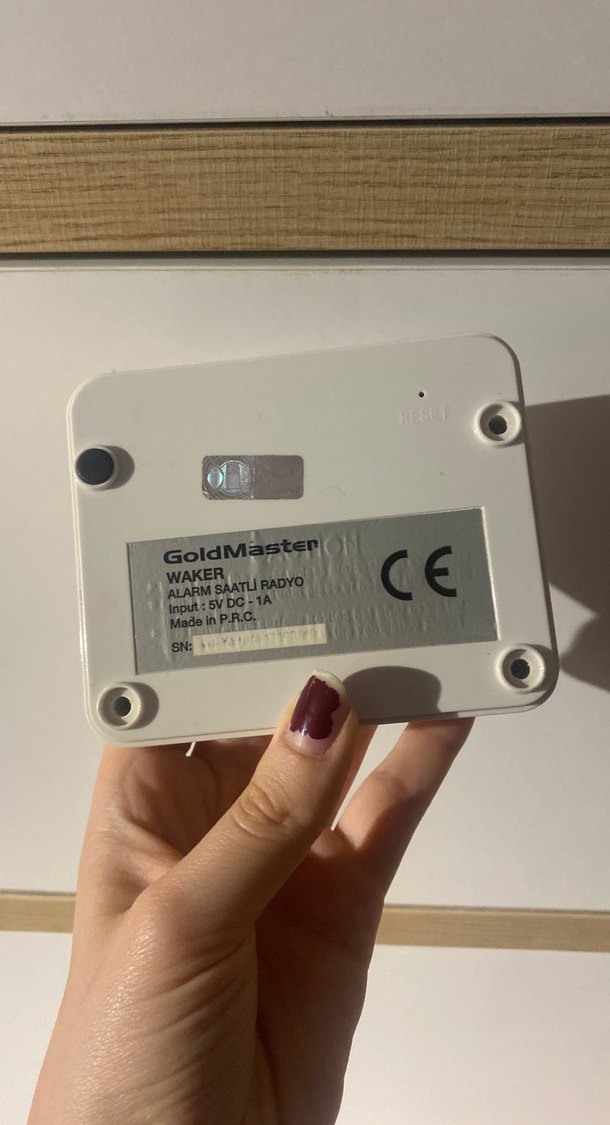 RESET
GoldMaster
WAKER
ALARM SAATLİ RADYO
Input : 5V DC - 1A
Made in P.R.C.
SN:
CE